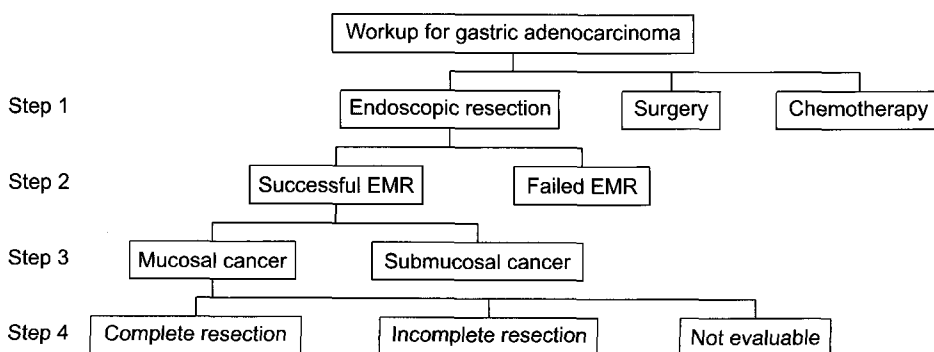 Workup for gastric adenocarcinoma
Step 1
Endoscopic resection
Surgery
Chemotherapy
Step 2
Successful EMR
Failed EMR
Step 3
Mucosal cancer
Submucosal cancer
Step 4
Complete resection
Incomplete resection
Not evaluable